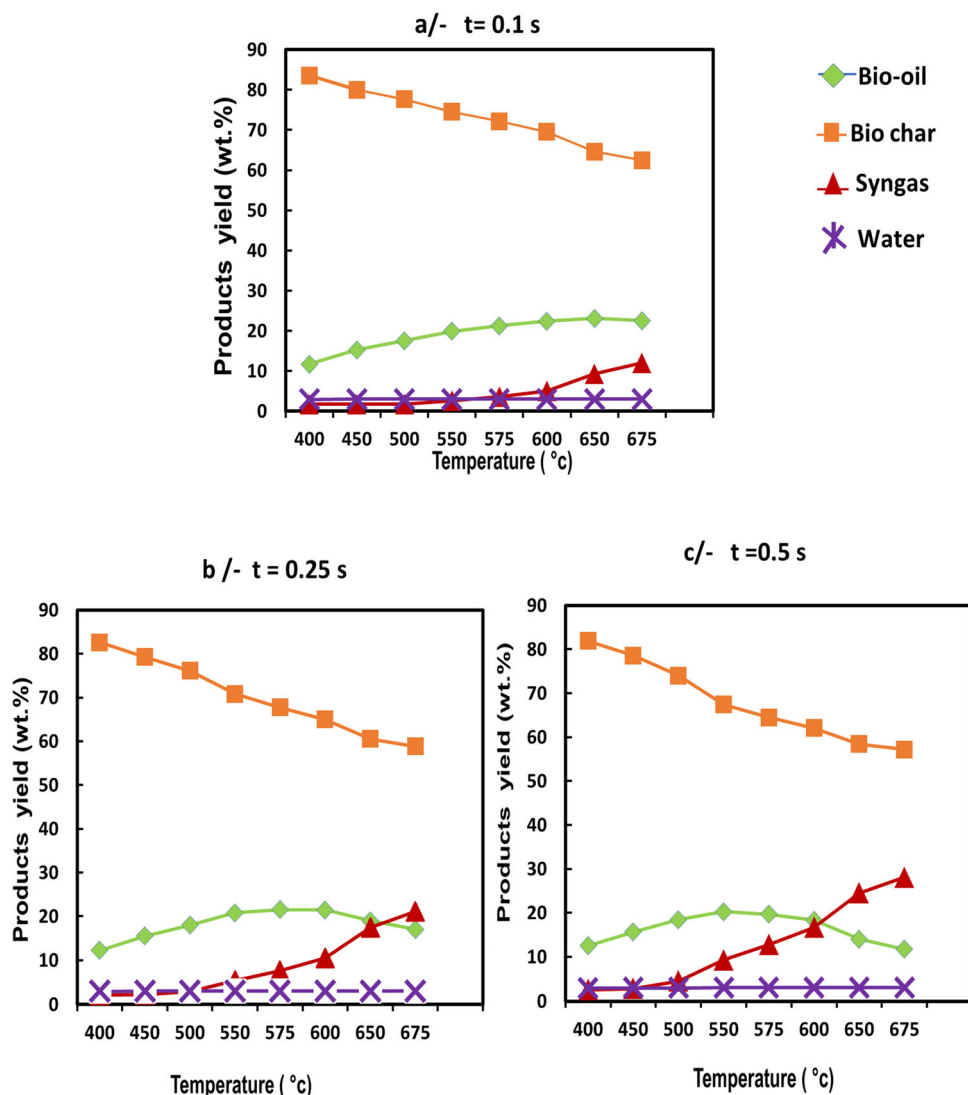 a/- t= 0.1 s
Products yield (wt.%)
90
80
70
60
50
40
30
20
10
0
400 450 500 550 575 600 650 675
Temperature ( °c)
Bio-oil
Bio char
Syngas
Water
b /- t = 0.25 s
Products yield (wt.%)
90
80
70
60
50
40
30
20
10
0
400 450 500 550 575 600 650 675
Temperature ( °c)
c/- t =0.5 s
Products yield (wt.%)
90
80
70
60
50
40
30
20
10
0
400 450 500 550 575 600 650 675
Temperature ( °c)